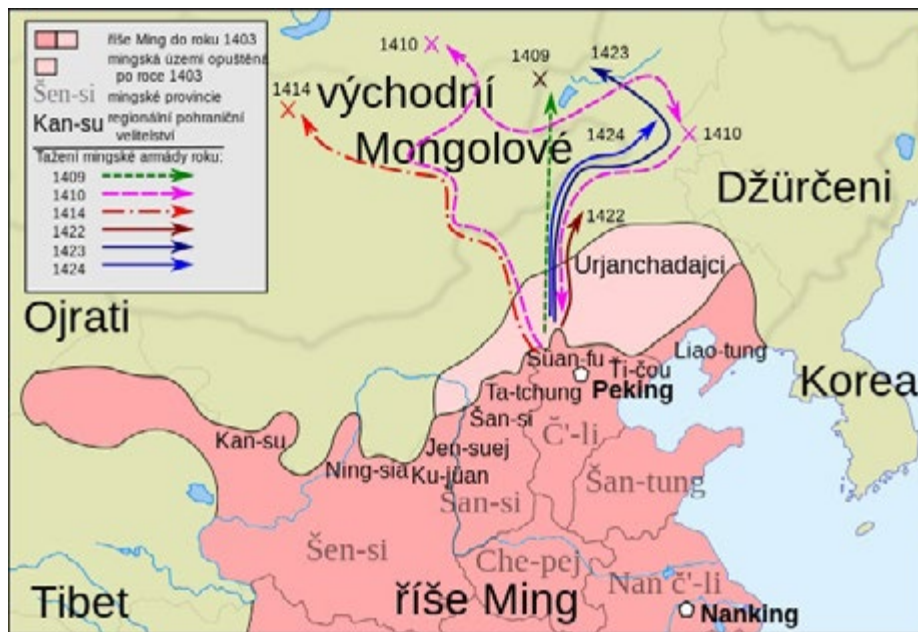 říše Ming do roku 1403
mingská území opuštěná
po roce 1403
Šen-si
mingské provincie
Kan-su
regionální pohraniční
velitelství
Tažení mingské armády roku:
1409
1410
1414
1422
1423
1424
1410
1409
1423
1414
východní
Mongolové
1424
1410
Džürčeni
1422
Urjanchadajci
Ojrati
Süan-fu
Liao-tung
Ťi-čou
Ta-tchung
Peking
Korea
Šan-si
Č'-li
Kan-su
Jen-suej
Ning-sia
Ku-jüan
Šan-si
Šan-tung
Šen-si
Che-pej
Nan č'-li
Tibet
říše Ming
Nanking